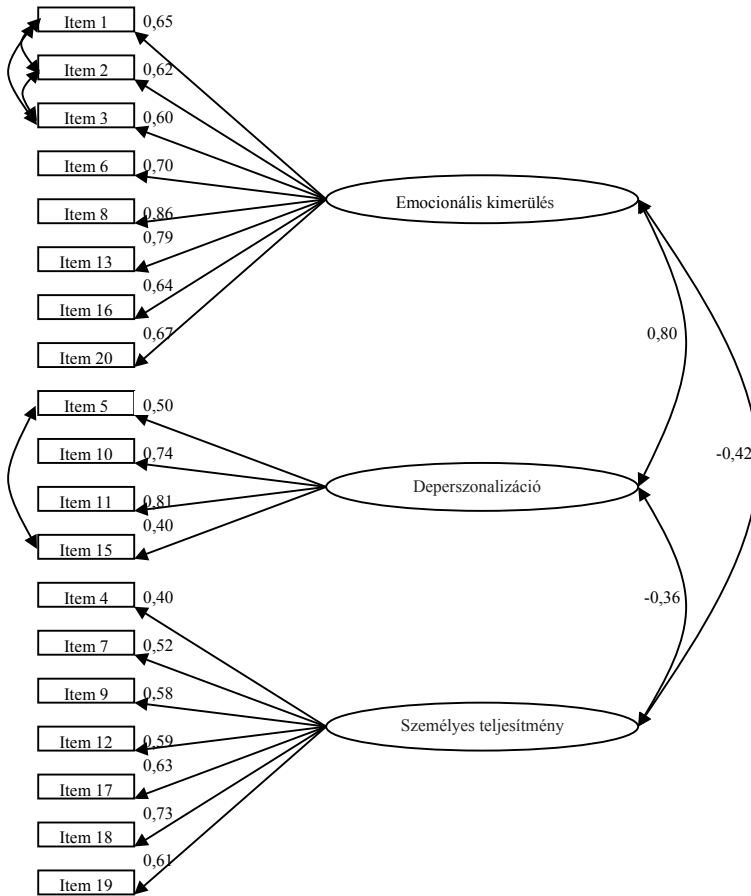 Item 1 0,65
Item 2 0,62
Item 3 0,60
Item 6 0,70
Item 8 0,86
Item 13 0,79
Item 16 0,64
Item 20 0,67
Emocionális kimerülés
0,80
Item 5 0,50
Item 10 0,74
Item 11 0,81
Item 15 0,40
Deperszonalizáció
-0,42
-0,36
Item 4 0,40
Item 7 0,52
Item 9 0,58
Item 12 0,59
Item 17 0,63
Item 18 0,73
Item 19 0,61
Személyes teljesítmény